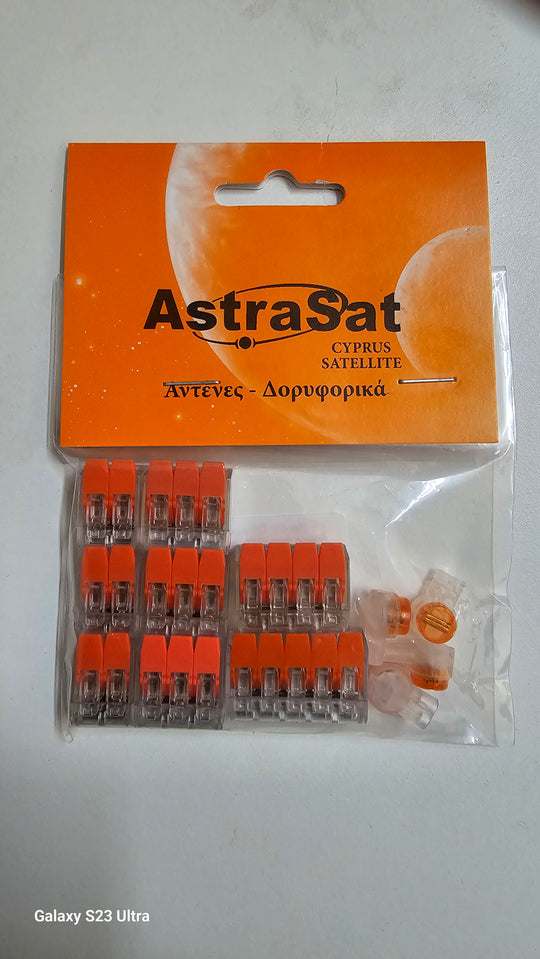 AstraSat
CYPRUS
SATELLITE
Αντένες - Δορυφορικά
Galaxy S23 Ultra